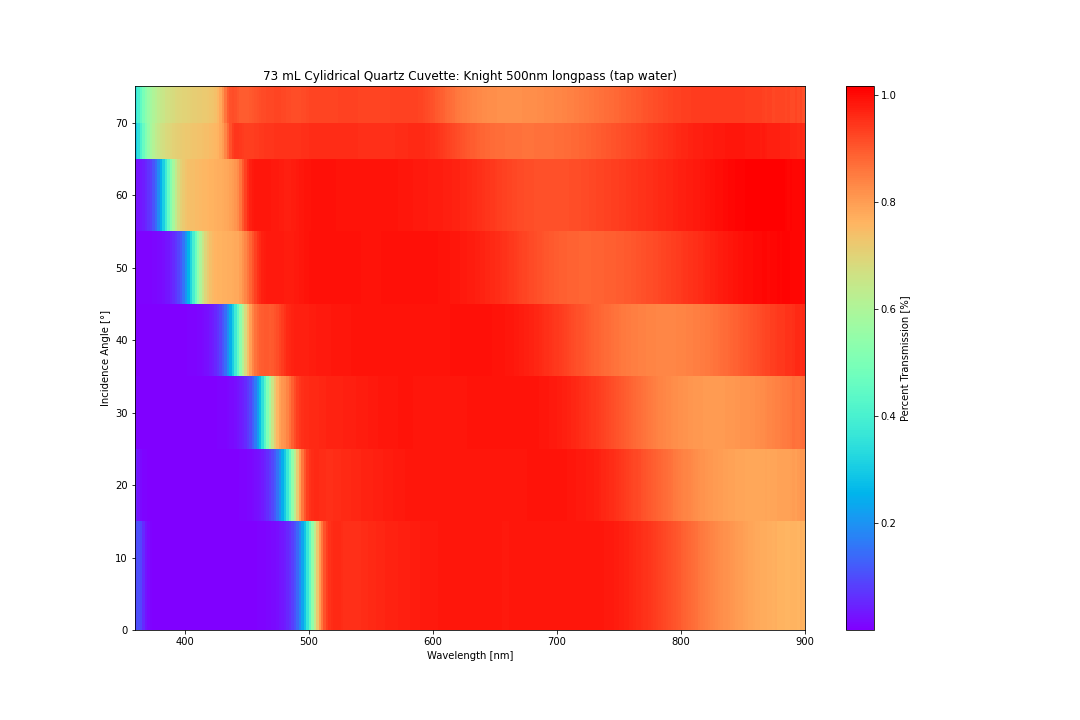 73 mL Cylidrical Quartz Cuvette: Knight 500nm longpass (tap water)
70
60
50
40
30
20
10
0
Incidence Angle [°]
400 500 600 700 800 900
Wavelength [nm]
1.0
0.8
0.6
0.4
0.2
Percent Transmission [%]